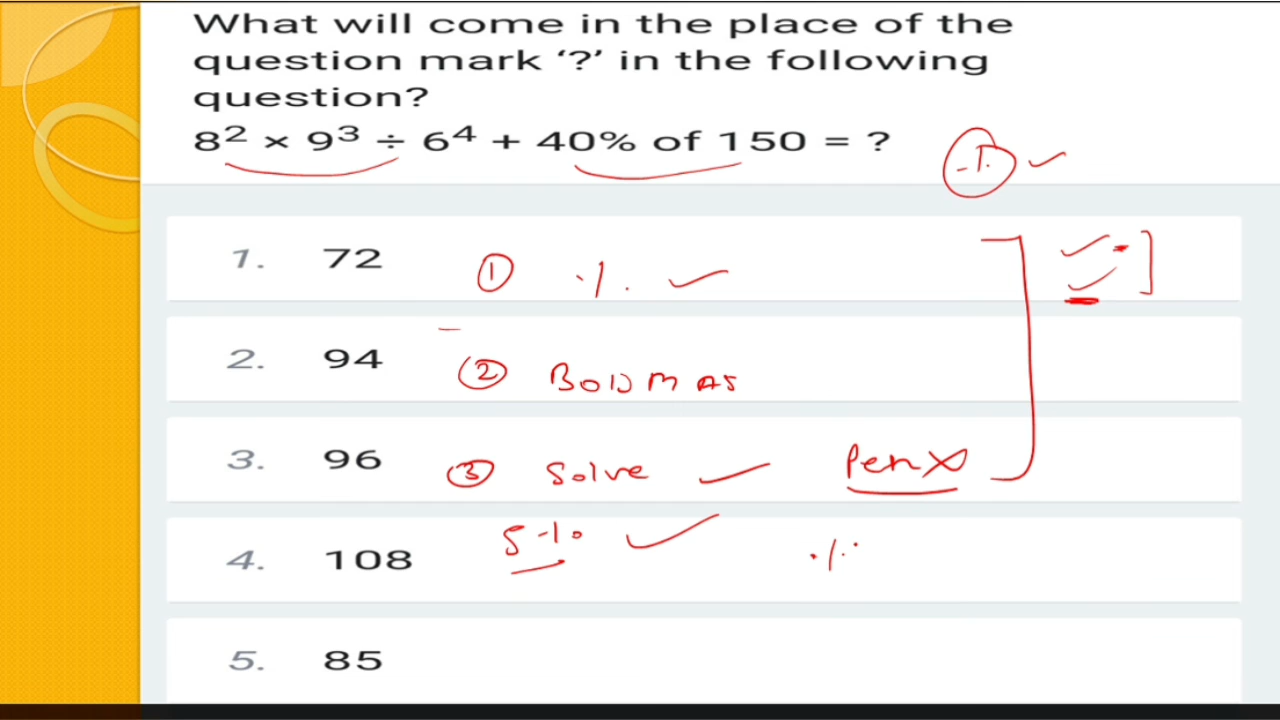 What will come in the place of the
question mark ‘?’ in the following
question?
8² × 9³ ÷ 6⁴ + 40% of 150 = ?
-1.
1. 72
① %
2. 94
② BODMAS
3. 96
③ Solve Pen X
4. 108
5-10 %
5. 85